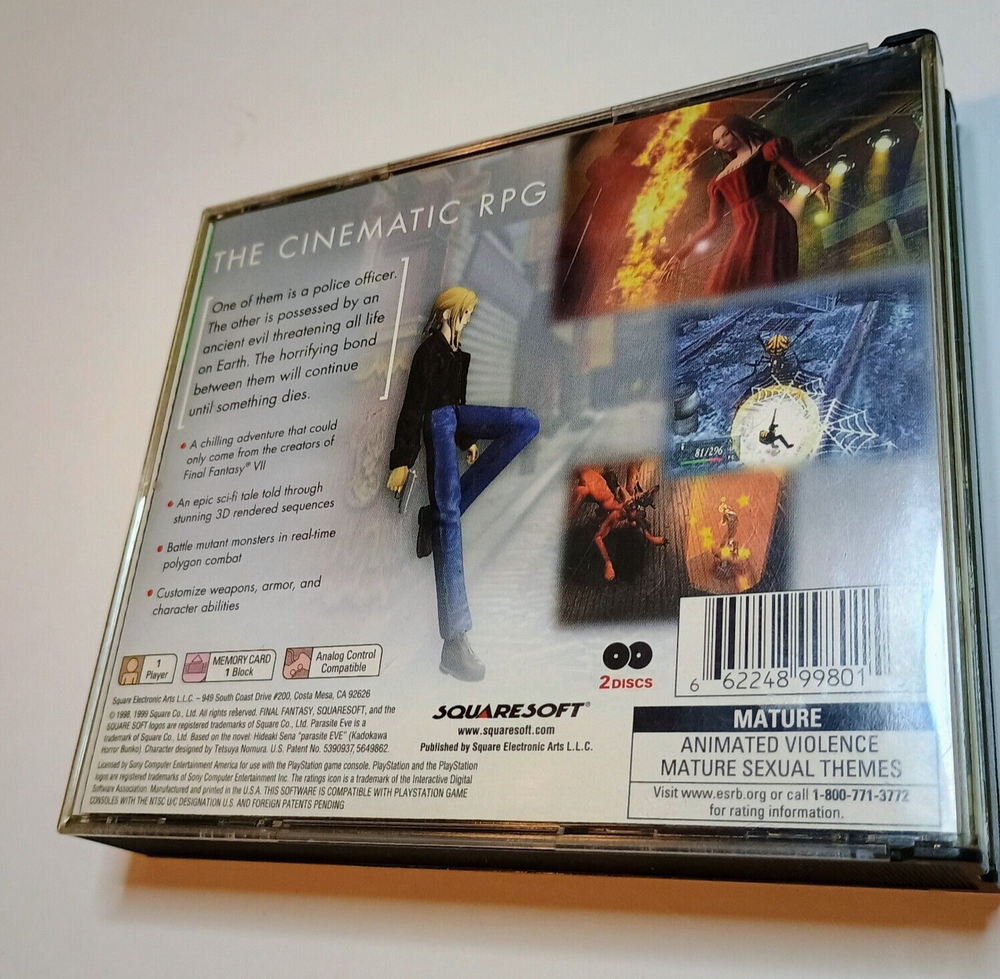 THE CINEMATIC RPG
One of them is a police officer.
The other is possessed by an
ancient evil threatening all life
on Earth. The horrifying bond
between them will continue
until something dies.
A chilling adventure that could
only come from the creators of
Final Fantasy® VII
An epic sci-fi tale told through
stunning 3D rendered sequences
Battle mutant monsters in real-time
polygon combat
Customize weapons, armor, and
character abilities
81/296
1
Player
MEMORY CARD
1 Block
Analog Control
Compatible
2 DISCS
6 62248 99801
Square Electronic Arts L.L.C. – 949 South Coast Drive #200, Costa Mesa, CA 92626
© 1998, 1999 Square Co., Ltd. All rights reserved. FINAL FANTASY, SQUARESOFT, and the
SQUARE SOFT logos are registered trademarks of Square Co., Ltd. Parasite Eve is a
trademark of Square Co., Ltd. Based on the novel: Hideaki Sena "parasite EVE" (Kadokawa
Horror Bunko). Character designed by Tetsuya Nomura. U.S. Patent No. 5390937, 5649862.
Licensed by Sony Computer Entertainment America for use with the PlayStation game console. PlayStation and the PlayStation
logos are registered trademarks of Sony Computer Entertainment Inc. The ratings icon is a trademark of the Interactive Digital
Software Association. Manufactured and printed in the U.S.A. THIS SOFTWARE IS COMPATIBLE WITH PLAYSTATION GAME
CONSOLES WITH THE NTSC U/C DESIGNATION U.S. AND FOREIGN PATENTS PENDING
SQUARESOFT®
www.squaresoft.com
Published by Square Electronic Arts L.L.C.
MATURE
ANIMATED VIOLENCE
MATURE SEXUAL THEMES
Visit www.esrb.org or call 1-800-771-3772
for rating information.